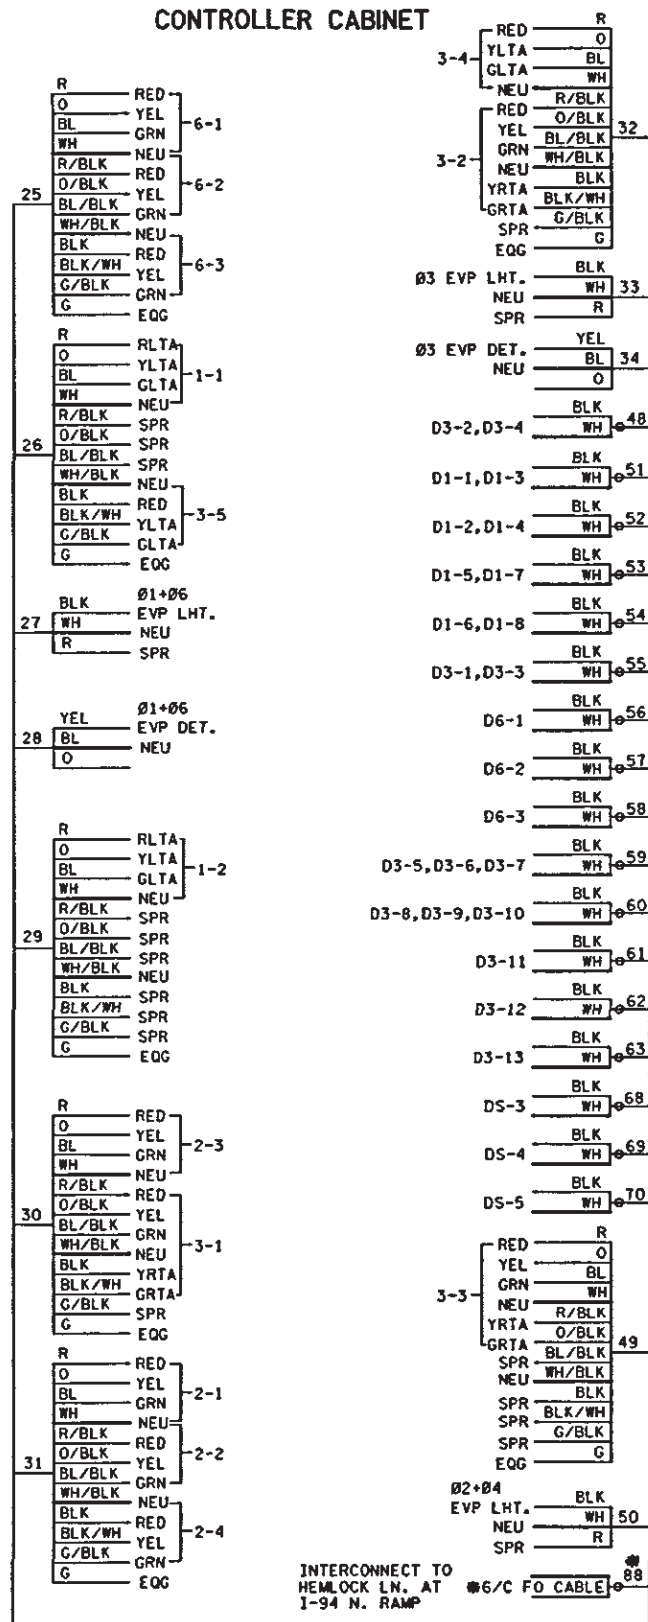 CONTROLLER CABINET
25
R RED
O YEL
BL GRN
WH NEU
6-1
R/BLK RED
O/BLK YEL
BL/BLK GRN
WH/BLK NEU
6-2
BLK RED
BLK/WH YEL
G/BLK GRN
6-3
G EQG
26
R RLTA
O YLTA
BL GLTA
WH NEU
1-1
R/BLK SPR
O/BLK SPR
BL/BLK SPR
WH/BLK NEU
BLK RED
BLK/WH YLTA
G/BLK GLTA
3-5
G EQG
27
Ø1+Ø6
BLK EVP LHT.
WH NEU
R SPR
28
Ø1+Ø6
YEL EVP DET.
BL NEU
O
29
R RLTA
O YLTA
BL GLTA
WH NEU
1-2
R/BLK SPR
O/BLK SPR
BL/BLK SPR
WH/BLK NEU
BLK SPR
BLK/WH SPR
G/BLK SPR
G EQG
30
R RED
O YEL
BL GRN
WH NEU
2-3
R/BLK RED
O/BLK YEL
BL/BLK GRN
WH/BLK NEU
BLK YRTA
BLK/WH GRTA
3-1
G/BLK SPR
G EQG
31
R RED
O YEL
BL GRN
WH NEU
2-1
R/BLK RED
O/BLK YEL
BL/BLK GRN
2-2
WH/BLK NEU
BLK RED
BLK/WH YEL
G/BLK GRN
2-4
G EQG
3-4
RED R
YLTA O
GLTA BL
NEU WH
3-2
RED R/BLK
YEL O/BLK
GRN BL/BLK
NEU WH/BLK
YRTA BLK
GRTA BLK/WH
SPR G/BLK
EQG G
32
Ø3 EVP LHT. BLK
NEU WH 33
SPR R
Ø3 EVP DET. YEL
NEU BL 34
O
BLK
D3-2,D3-4 WH 48
BLK
D1-1,D1-3 WH 51
BLK
D1-2,D1-4 WH 52
BLK
D1-5,D1-7 WH 53
BLK
D1-6,D1-8 WH 54
BLK
D3-1,D3-3 WH 55
BLK
D6-1 WH 56
BLK
D6-2 WH 57
BLK
D6-3 WH 58
BLK
D3-5,D3-6,D3-7 WH 59
BLK
D3-8,D3-9,D3-10 WH 60
BLK
D3-11 WH 61
BLK
D3-12 WH 62
BLK
D3-13 WH 63
BLK
DS-3 WH 68
BLK
DS-4 WH 69
BLK
DS-5 WH 70
3-3
RED R
YEL O
GRN BL
NEU WH
YRTA R/BLK
GRTA O/BLK
SPR BL/BLK
NEU WH/BLK
SPR BLK
SPR BLK/WH
SPR G/BLK
EQG G
49
Ø2+Ø4
EVP LHT. BLK
NEU WH 50
SPR R
INTERCONNECT TO
HEMLOCK LN. AT
I-94 N. RAMP
*6/C FO CABLE
*
88